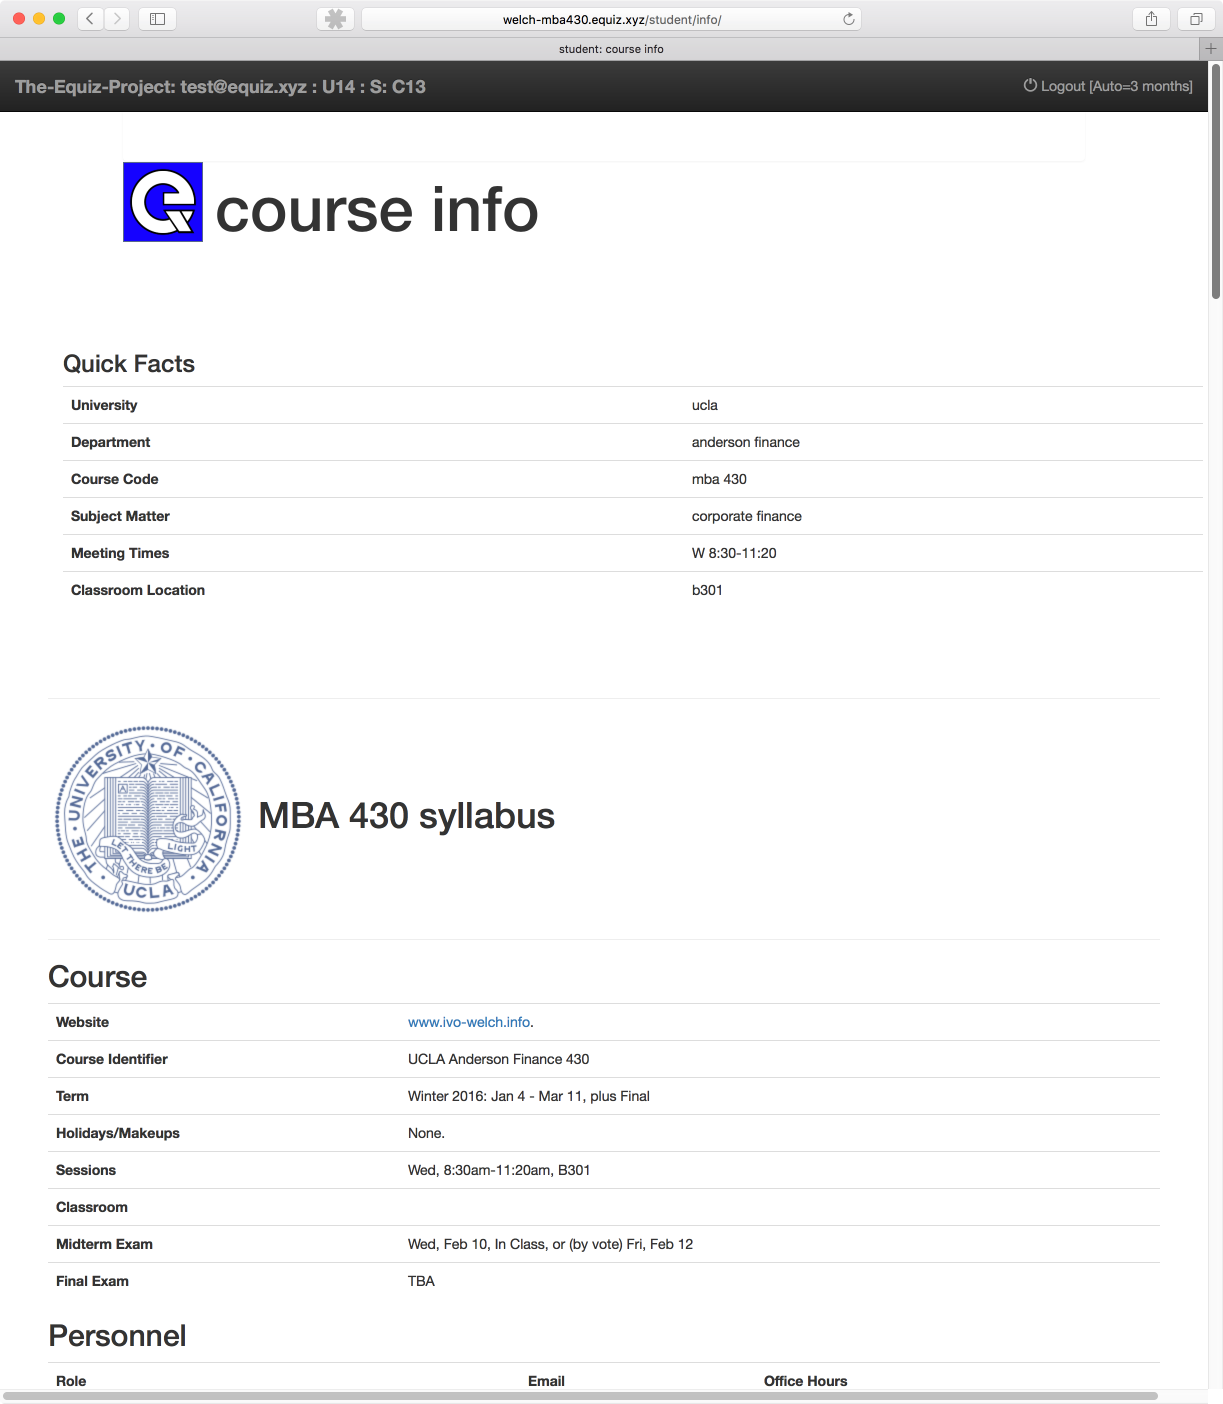 welch-mba430.equiz.xyz/student/info/
student: course info
The-Equiz-Project: test@equiz.xyz : U14 : S: C13
Logout [Auto=3 months]
course info
Quick Facts
University ucla
Department anderson finance
Course Code mba 430
Subject Matter corporate finance
Meeting Times W 8:30-11:20
Classroom Location b301
THE · UNIVERSITY · OF · CALIFORNIA
LET THERE BE LIGHT
UCLA
MBA 430 syllabus
Course
Website www.ivo-welch.info.
Course Identifier UCLA Anderson Finance 430
Term Winter 2016: Jan 4 - Mar 11, plus Final
Holidays/Makeups None.
Sessions Wed, 8:30am-11:20am, B301
Classroom
Midterm Exam Wed, Feb 10, In Class, or (by vote) Fri, Feb 12
Final Exam TBA
Personnel
Role Email Office Hours